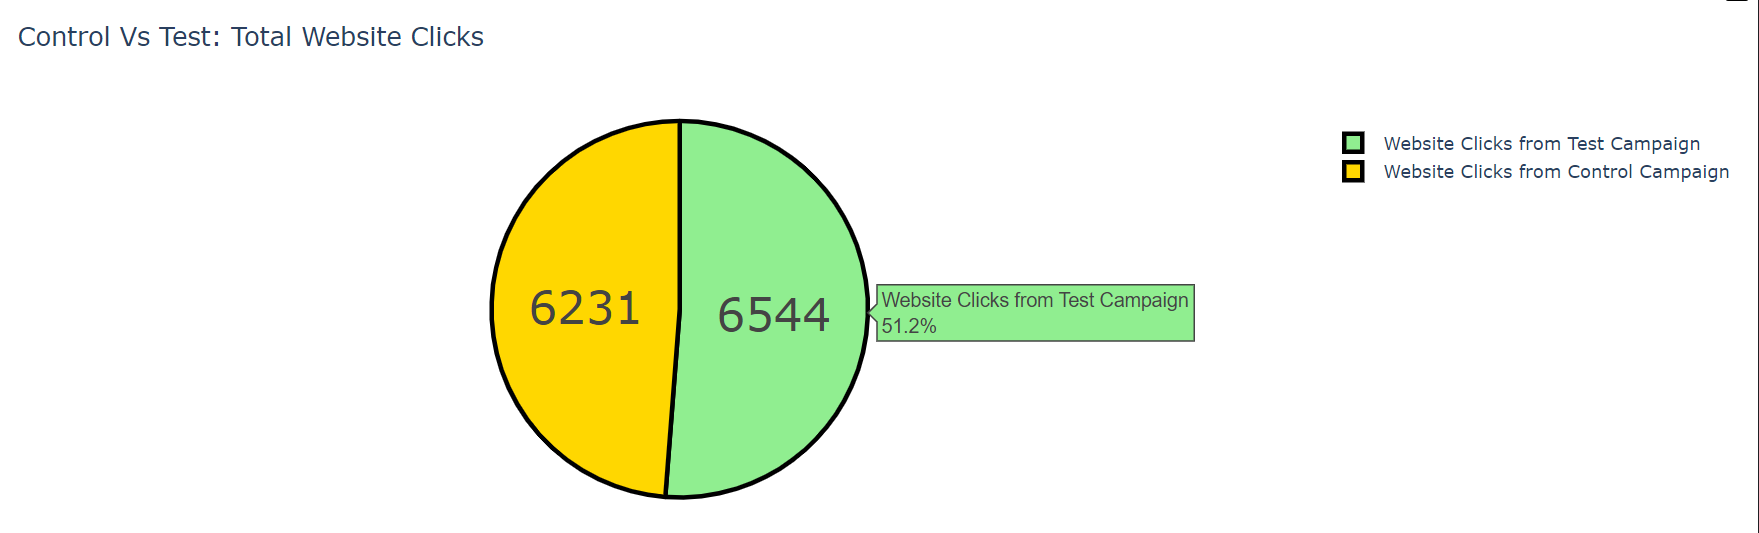 Control Vs Test: Total Website Clicks
Website Clicks from Test Campaign
Website Clicks from Control Campaign
6231
6544
Website Clicks from Test Campaign
51.2%